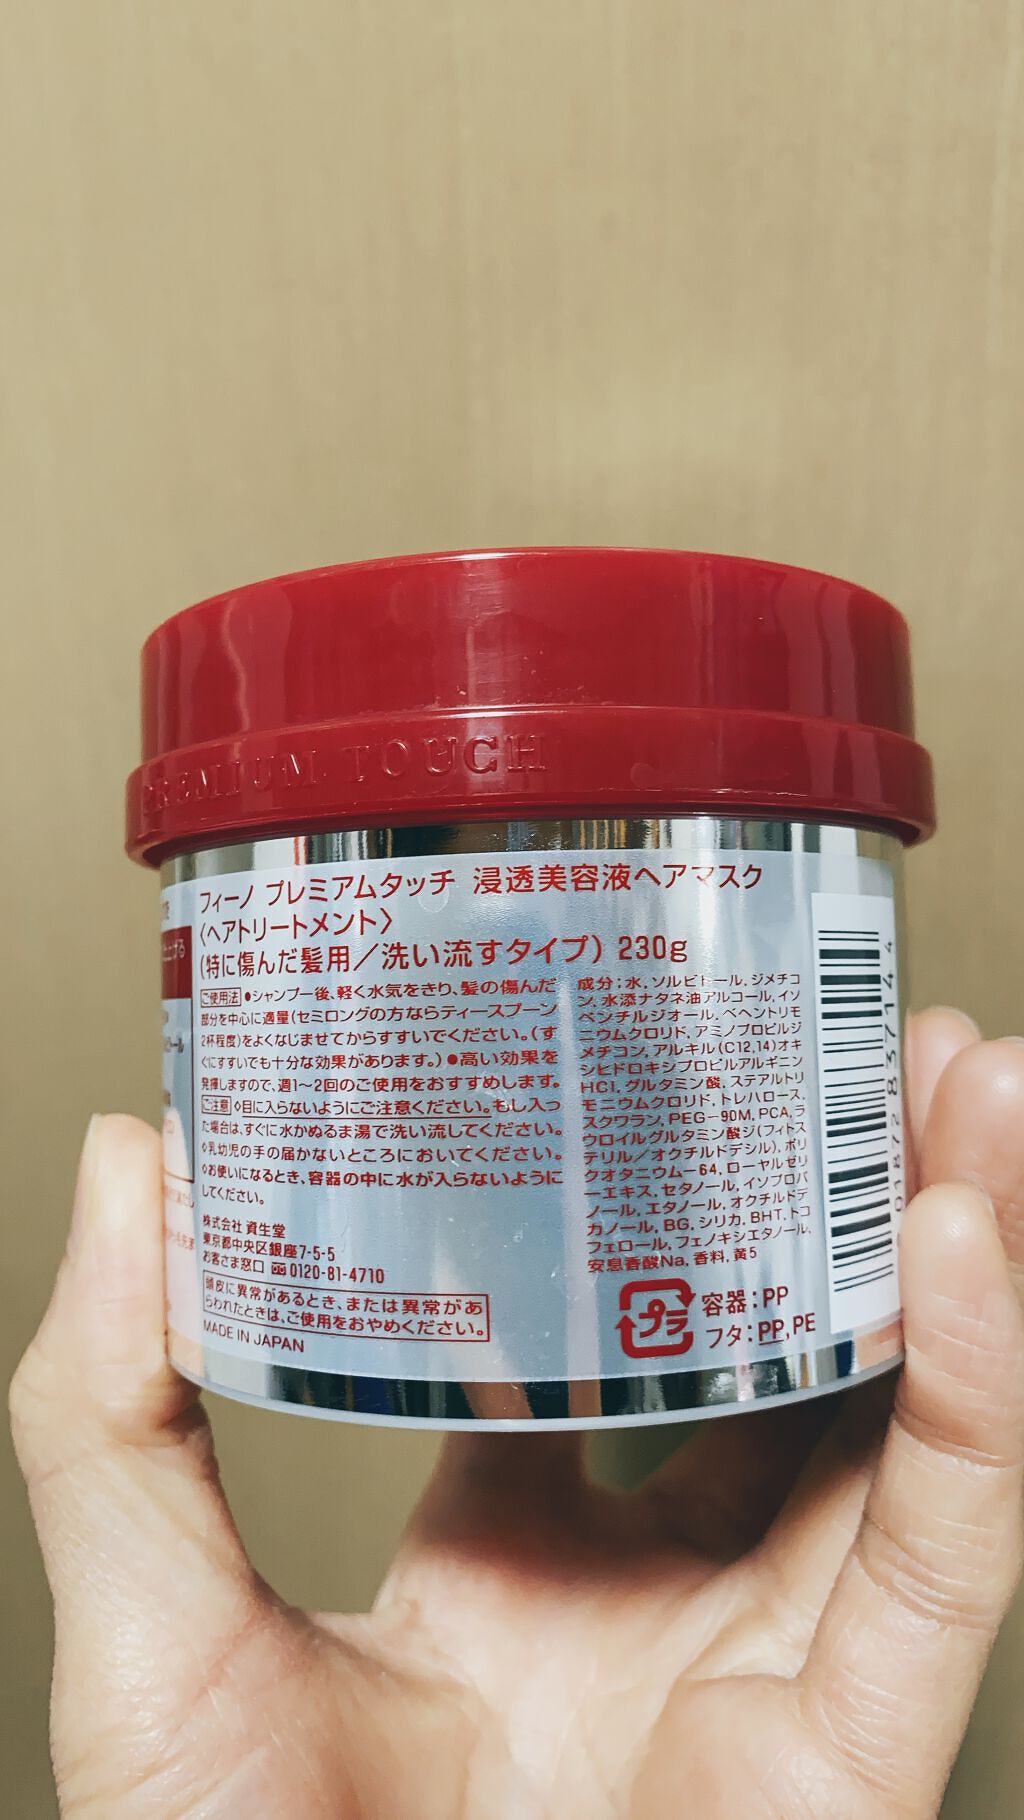 PREMIUM TOUCH
フィーノ プレミアムタッチ 浸透美容液ヘアマスク
〈ヘアトリートメント〉
(特に傷んだ髪用／洗い流すタイプ) 230g
ご使用法 ●シャンプー後、軽く水気をきり、髪の傷んだ
部分を中心に適量(セミロングの方ならティースプーン
2杯程度)をよくなじませてからすすいでください。(す
ぐにすすいでも十分な効果があります。)●高い効果を
発揮しますので、週1～2回のご使用をおすすめします。
ご注意 ◇目に入らないようにご注意ください。もし入っ
た場合は、すぐに水かぬるま湯で洗い流してください。
◇乳幼児の手の届かないところにおいてください。
◇お使いになるとき、容器の中に水が入らないように
してください。
株式会社 資生堂
東京都中央区銀座7-5-5
お客さま窓口 0120-81-4710
頭皮に異常があるとき、または異常があ
らわれたときは、ご使用をおやめください。
MADE IN JAPAN
成分：水、ソルビトール、ジメチコ
ン、水添ナタネ油アルコール、イソ
ペンチルジオール、ベヘントリモ
ニウムクロリド、アミノプロピルジ
メチコン、アルキル(C12,14)オキ
シヒドロキシプロピルアルギニン
HCl、グルタミン酸、ステアルトリ
モニウムクロリド、トレハロース、
スクワラン、PEG-90M、PCA、ラ
ウロイルグルタミン酸ジ(フィトス
テリル／オクチルドデシル)、ポリ
クオタニウム-64、ローヤルゼリ
ーエキス、セタノール、イソプロパ
ノール、エタノール、オクチルドデ
カノール、BG、シリカ、BHT、トコ
フェロール、フェノキシエタノール、
安息香酸Na、香料、黄5
プラ
容器：PP
フタ：PP,PE